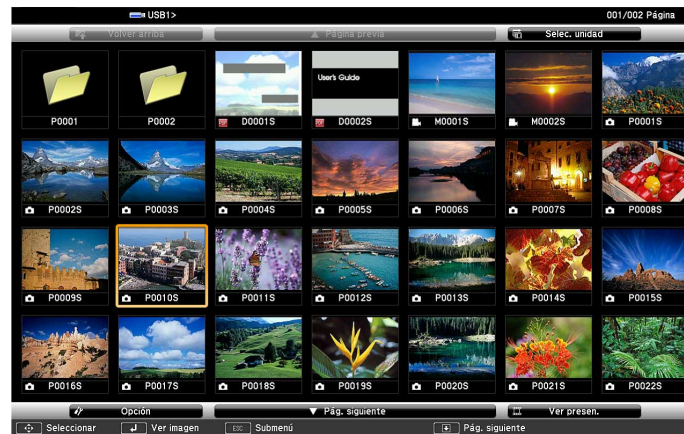 USB1> 001/002 Página
Volver arriba Página previa Selec. unidad
User's Guide
P0001 P0002 D0001S D0002S M0001S M0002S P0001S
P0002S P0003S P0004S P0005S P0006S P0007S P0008S
P0009S P0010S P0011S P0012S P0013S P0014S P0015S
P0016S P0017S P0018S P0019S P0020S P0021S P0022S
Opción Pág. siguiente Ver presen.
Seleccionar Ver imagen ESC Submenú Pág. siguiente